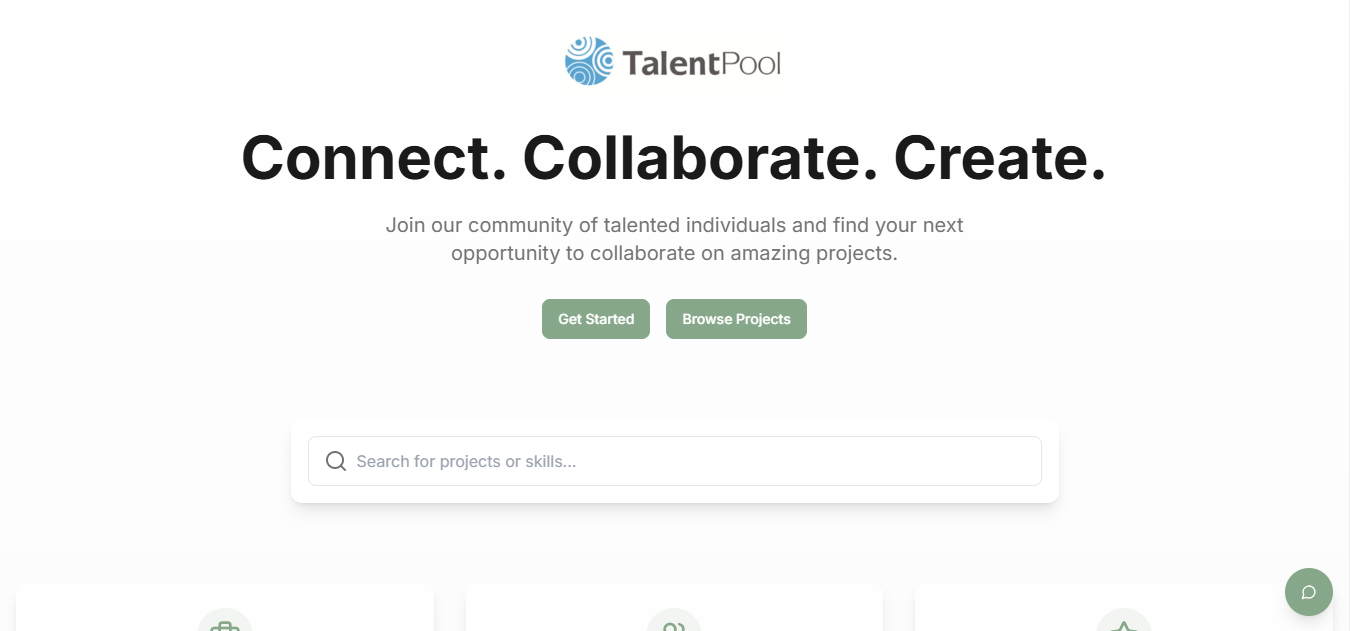 TalentPool
Connect. Collaborate. Create.
Join our community of talented individuals and find your next
opportunity to collaborate on amazing projects.
Get Started
Browse Projects
Search for projects or skills...